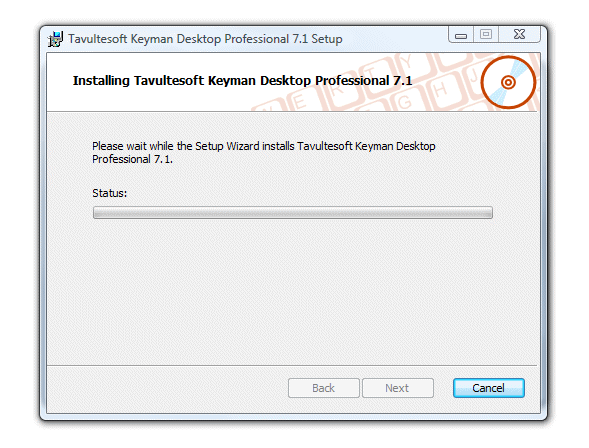 Tavultesoft Keyman Desktop Professional 7.1 Setup
Installing Tavultesoft Keyman Desktop Professional 7.1
E R T Y
G H J
Please wait while the Setup Wizard installs Tavultesoft Keyman Desktop
Professional 7.1.
Status:
Back Next Cancel